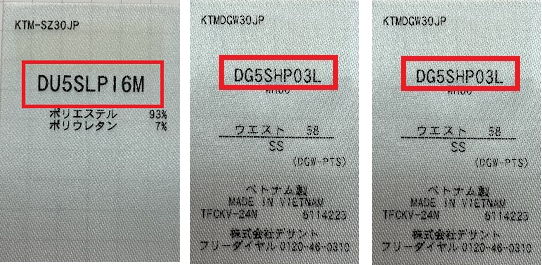 KTM-SZ30JP
DU5SLP16M
ポリエステル 93%
ポリウレタン 7%
KTMDGW30JP
DG5SHP03L
ウエスト 58
SS
(DGW-PTS)
ベトナム製
MADE IN VIETNAM
TFCKV-24N 6114223
株式会社デサント
フリーダイヤル 0120-46-0310
KTMDGW30JP
DG5SHP03L
ウエスト 58
SS
(DGW-PTS)
ベトナム製
MADE IN VIETNAM
TFCKV-24N 6114223
株式会社デサント
フリーダイヤル 0120-46-0310